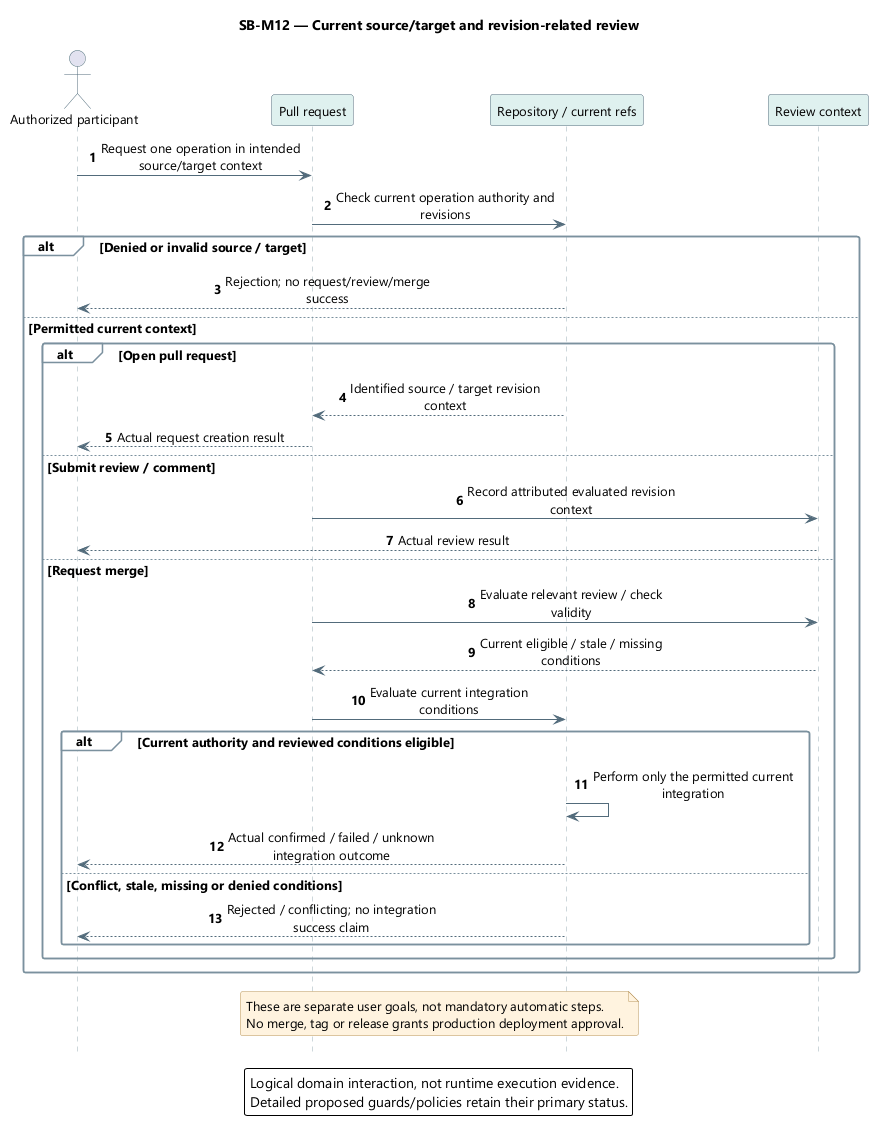 SB-M12 — Current source/target and revision-related review
Authorized participant
Pull request
Repository / current refs
Review context
1 Request one operation in intended
source/target context
2 Check current operation authority and
revisions
alt [Denied or invalid source / target]
3 Rejection; no request/review/merge
success
[Permitted current context]
alt [Open pull request]
4 Identified source / target revision
context
5 Actual request creation result
[Submit review / comment]
6 Record attributed evaluated revision
context
7 Actual review result
[Request merge]
8 Evaluate relevant review / check
validity
9 Current eligible / stale / missing
conditions
10 Evaluate current integration
conditions
alt [Current authority and reviewed conditions eligible]
11 Perform only the permitted current
integration
12 Actual confirmed / failed / unknown
integration outcome
[Conflict, stale, missing or denied conditions]
13 Rejected / conflicting; no integration
success claim
These are separate user goals, not mandatory automatic steps.
No merge, tag or release grants production deployment approval.
Logical domain interaction, not runtime execution evidence.
Detailed proposed guards/policies retain their primary status.